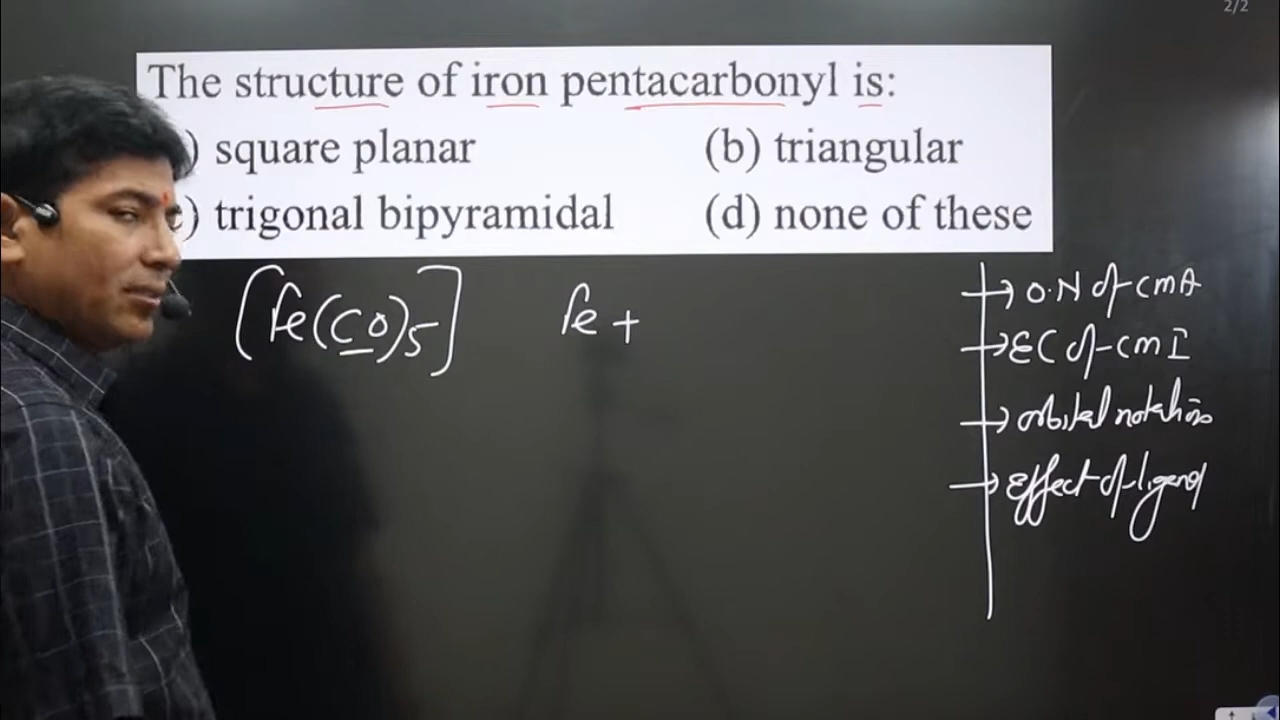 2/2
The structure of iron pentacarbonyl is:
) square planar (b) triangular
c) trigonal bipyramidal (d) none of these
[Fe(CO)5] Fe +
→ O.N of CMA
→ EC of CMI
→ orbital notation
→ Effect of ligand